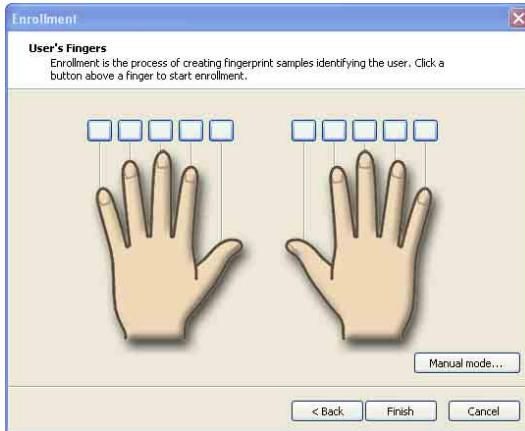 Enrollment
User's Fingers
Enrollment is the process of creating fingerprint samples identifying the user. Click a
button above a finger to start enrollment.
Manual mode...
< Back
Finish
Cancel